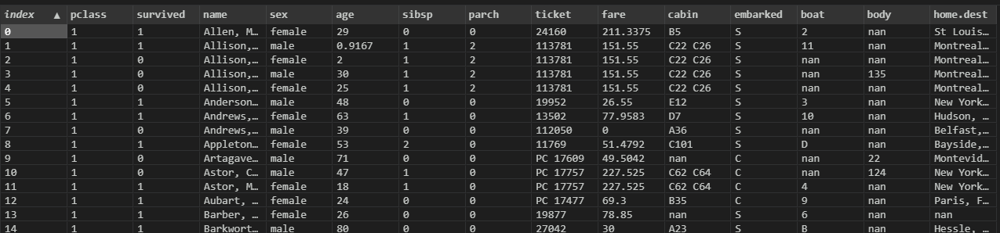 index ▲ pclass survived name sex age sibsp parch ticket fare cabin embarked boat body home.dest
0 1 1 Allen, M… female 29 0 0 24160 211.3375 B5 S 2 nan St Louis…
1 1 1 Allison,… male 0.9167 1 2 113781 151.55 C22 C26 S 11 nan Montreal…
2 1 0 Allison,… female 2 1 2 113781 151.55 C22 C26 S nan nan Montreal…
3 1 0 Allison,… male 30 1 2 113781 151.55 C22 C26 S nan 135 Montreal…
4 1 0 Allison,… female 25 1 2 113781 151.55 C22 C26 S nan nan Montreal…
5 1 1 Anderson… male 48 0 0 19952 26.55 E12 S 3 nan New York…
6 1 1 Andrews,… female 63 1 0 13502 77.9583 D7 S 10 nan Hudson, …
7 1 0 Andrews,… male 39 0 0 112050 0 A36 S nan nan Belfast,…
8 1 1 Appleton… female 53 2 0 11769 51.4792 C101 S D nan Bayside,…
9 1 0 Artagave… male 71 0 0 PC 17609 49.5042 nan C nan 22 Montevid…
10 1 0 Astor, C… male 47 1 0 PC 17757 227.525 C62 C64 C nan 124 New York…
11 1 1 Astor, M… female 18 1 0 PC 17757 227.525 C62 C64 C 4 nan New York…
12 1 1 Aubart, … female 24 0 0 PC 17477 69.3 B35 C 9 nan Paris, F…
13 1 1 Barber, … female 26 0 0 19877 78.85 nan S 6 nan nan
14 1 1 Barkwort… male 80 0 0 27042 30 A23 S B nan Hessle, …